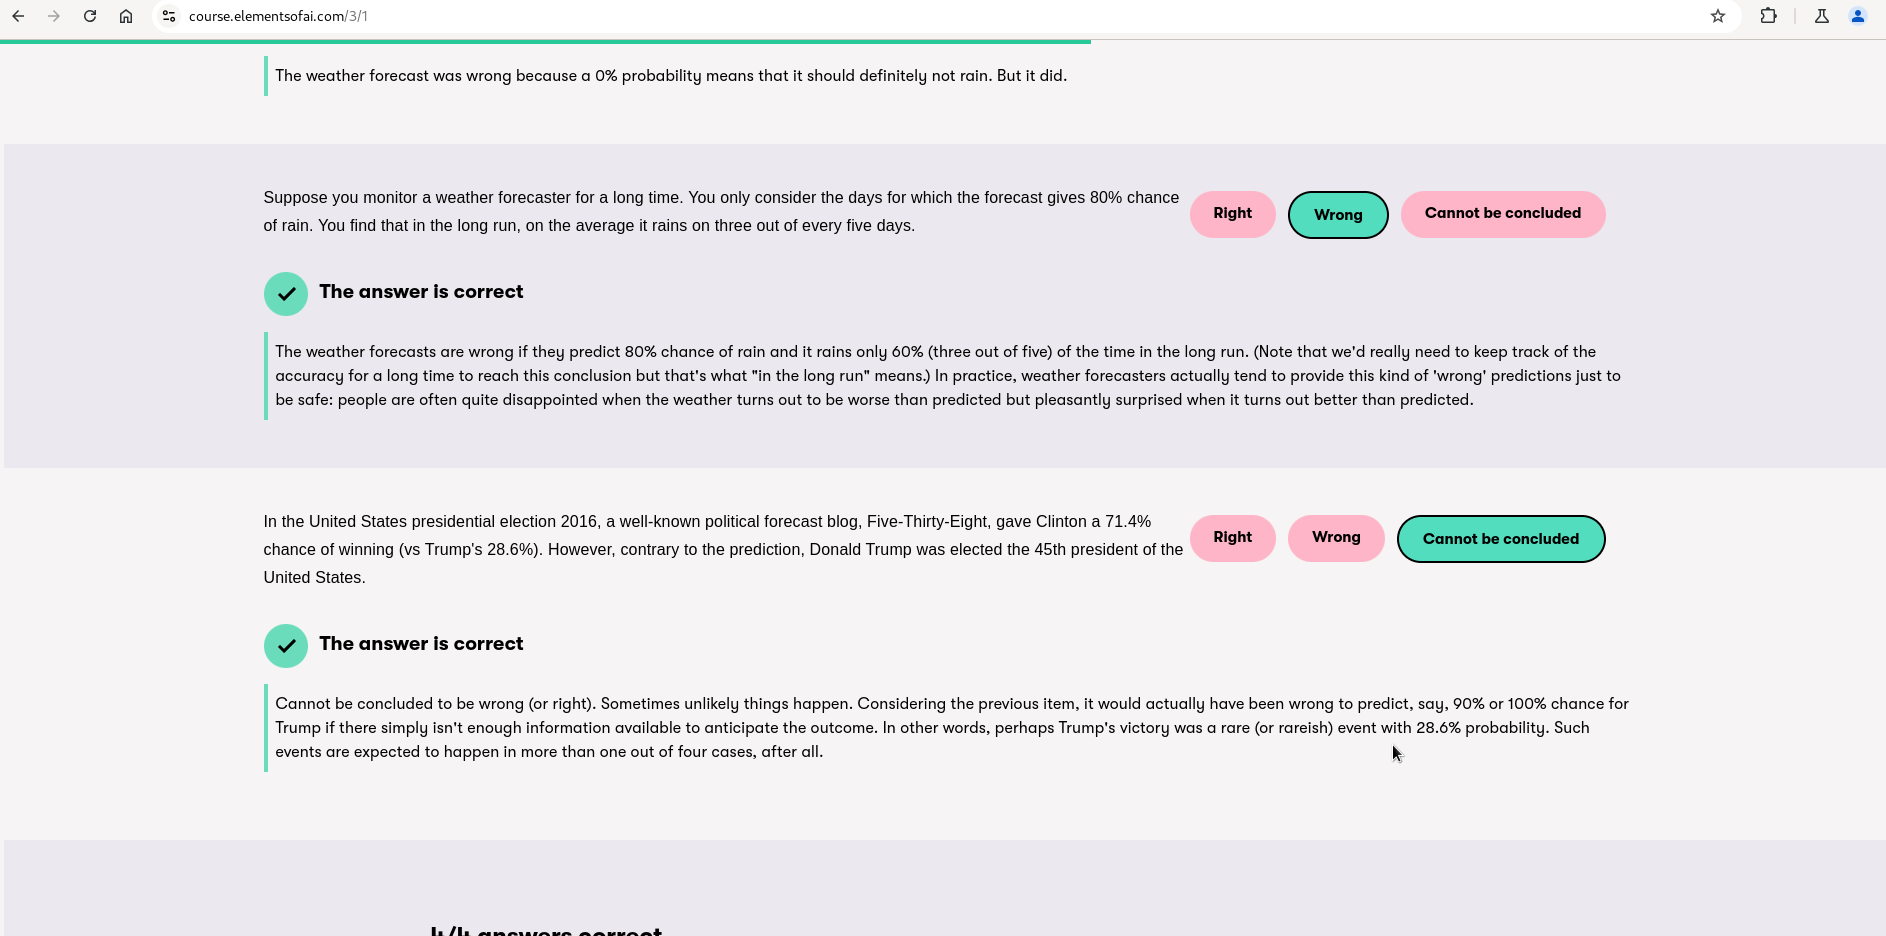 course.elementsofai.com/3/1
The weather forecast was wrong because a 0% probability means that it should definitely not rain. But it did.
Suppose you monitor a weather forecaster for a long time. You only consider the days for which the forecast gives 80% chance
of rain. You find that in the long run, on the average it rains on three out of every five days.
Right
Wrong
Cannot be concluded
The answer is correct
The weather forecasts are wrong if they predict 80% chance of rain and it rains only 60% (three out of five) of the time in the long run. (Note that we'd really need to keep track of the
accuracy for a long time to reach this conclusion but that's what "in the long run" means.) In practice, weather forecasters actually tend to provide this kind of 'wrong' predictions just to
be safe: people are often quite disappointed when the weather turns out to be worse than predicted but pleasantly surprised when it turns out better than predicted.
In the United States presidential election 2016, a well-known political forecast blog, Five-Thirty-Eight, gave Clinton a 71.4%
chance of winning (vs Trump's 28.6%). However, contrary to the prediction, Donald Trump was elected the 45th president of the
United States.
Right
Wrong
Cannot be concluded
The answer is correct
Cannot be concluded to be wrong (or right). Sometimes unlikely things happen. Considering the previous item, it would actually have been wrong to predict, say, 90% or 100% chance for
Trump if there simply isn't enough information available to anticipate the outcome. In other words, perhaps Trump's victory was a rare (or rareish) event with 28.6% probability. Such
events are expected to happen in more than one out of four cases, after all.
4/4 answers correct